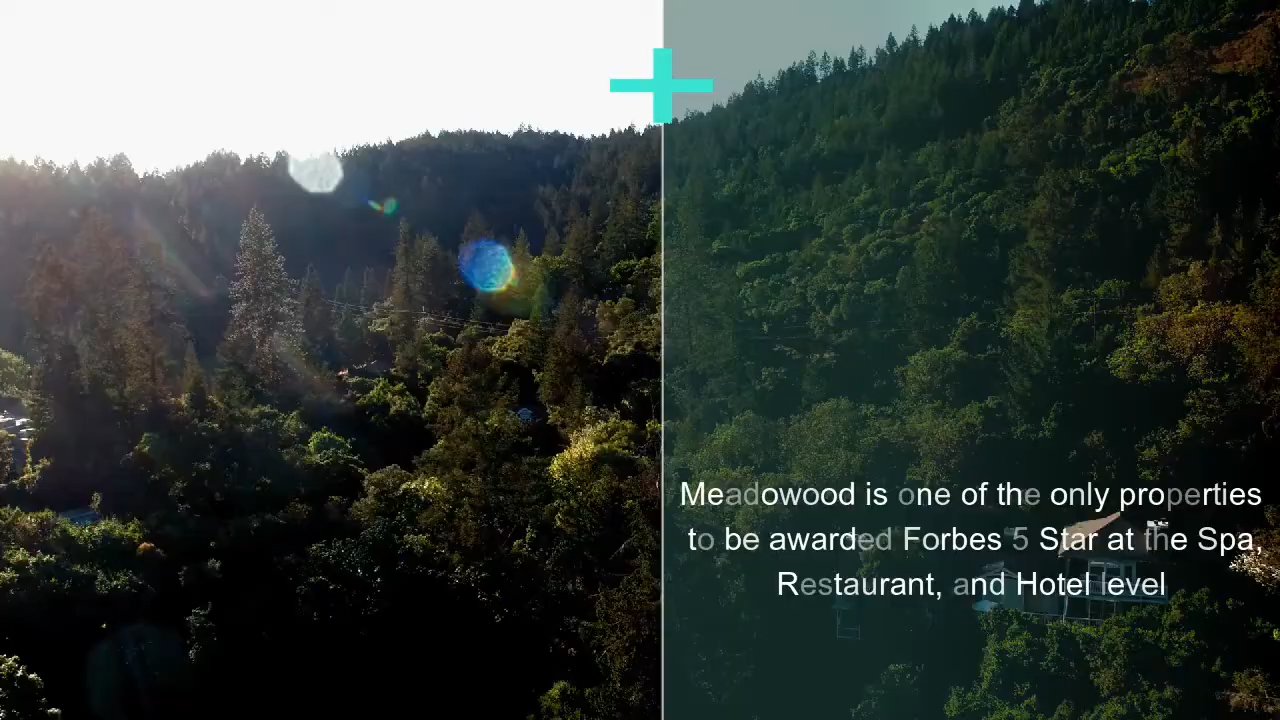 Meadowood is one of the only properties
to be awarded Forbes 5 Star at the Spa,
Restaurant, and Hotel level